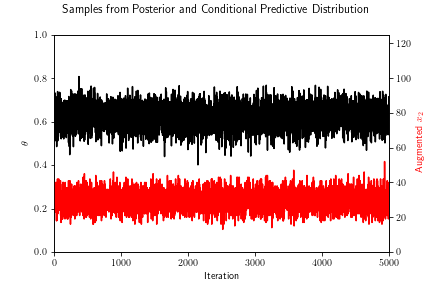 Samples from Posterior and Conditional Predictive Distribution
1.0
0.8
0.6
0.4
0.2
0.0
θ
120
100
80
60
40
20
0
Augmented x₂
0 1000 2000 3000 4000 5000
Iteration